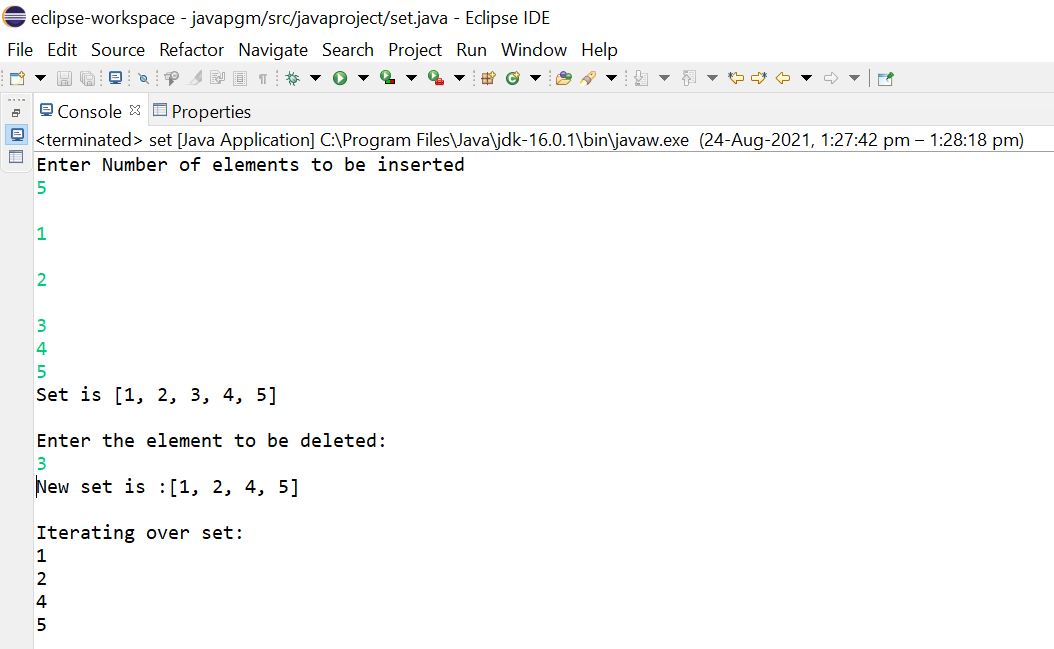 eclipse-workspace - javapgm/src/javaproject/set.java - Eclipse IDE
File Edit Source Refactor Navigate Search Project Run Window Help
Console Properties
<terminated> set [Java Application] C:\Program Files\Java\jdk-16.0.1\bin\javaw.exe (24-Aug-2021, 1:27:42 pm – 1:28:18 pm)
Enter Number of elements to be inserted
5
1
2
3
4
5
Set is [1, 2, 3, 4, 5]
Enter the element to be deleted:
3
New set is :[1, 2, 4, 5]
Iterating over set:
1
2
4
5